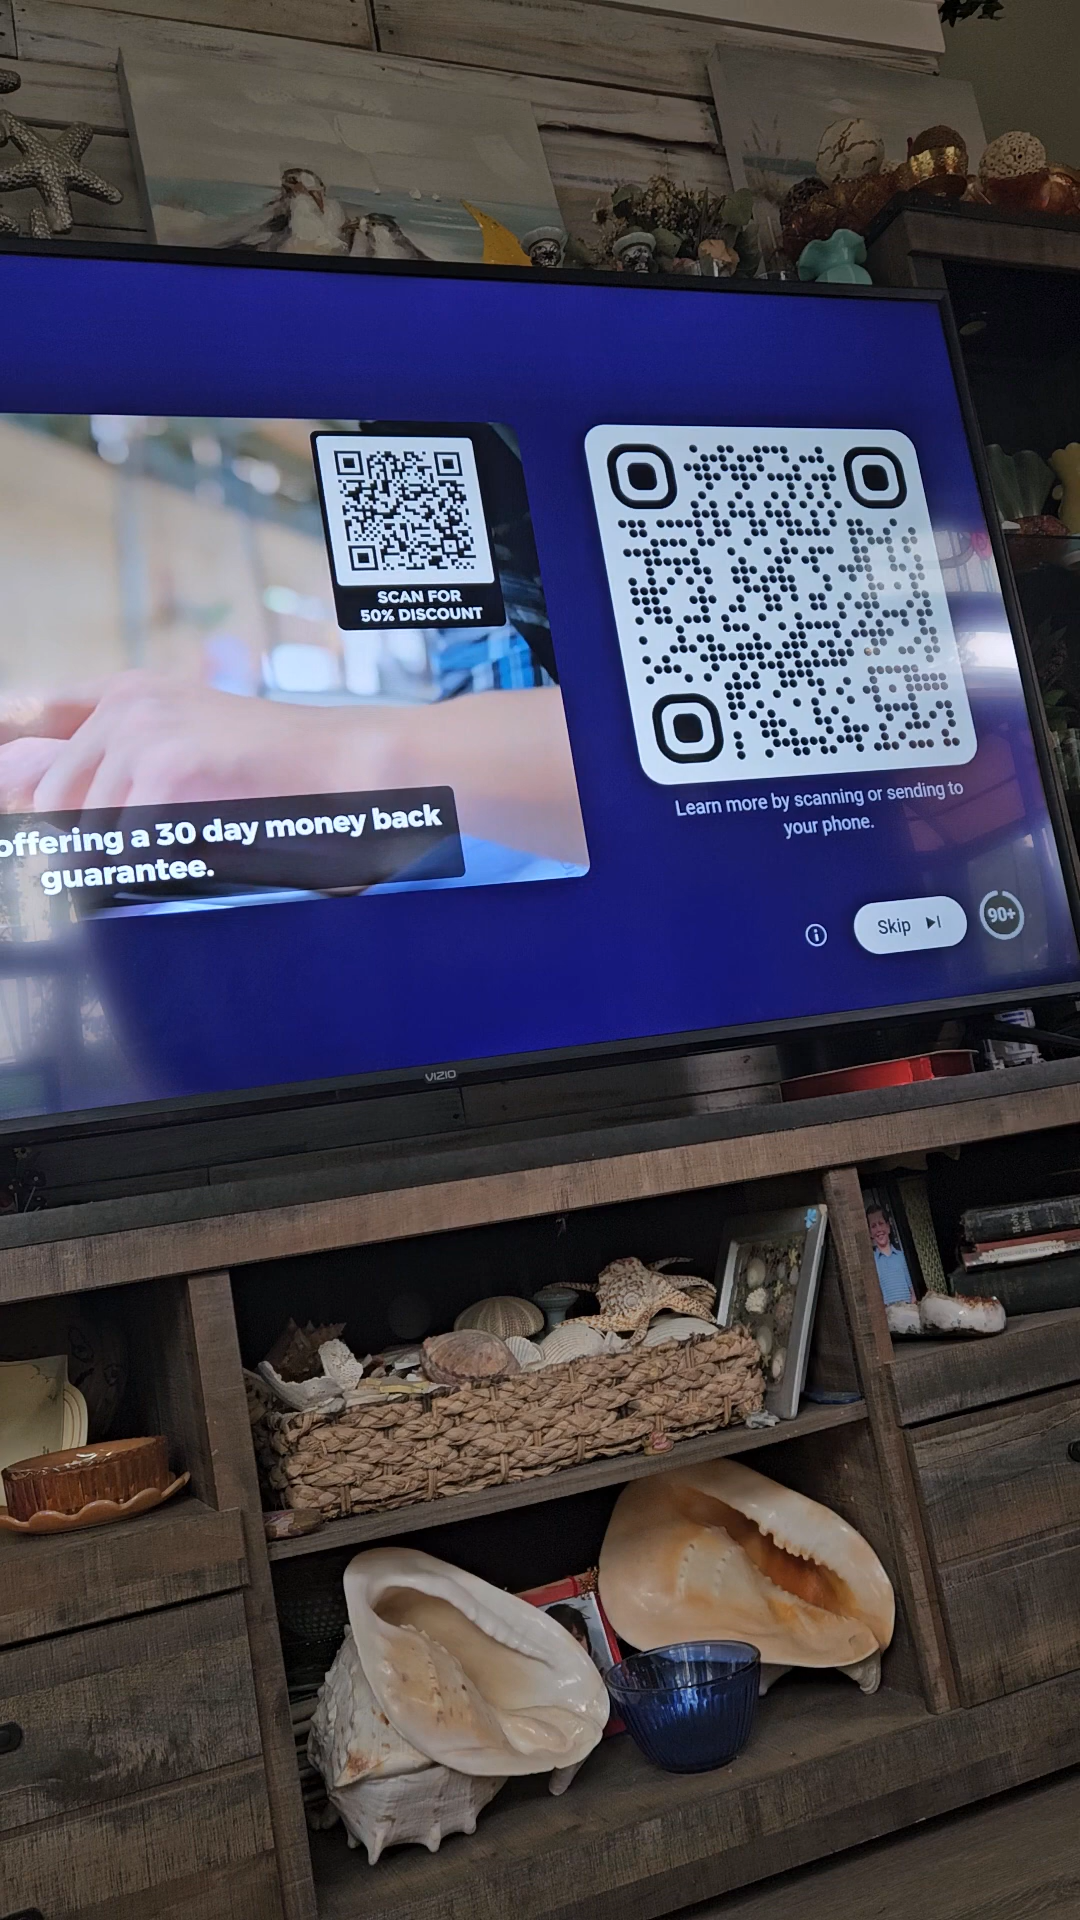 SCAN FOR
50% DISCOUNT
offering a 30 day money back
guarantee.
Learn more by scanning or sending to
your phone.
Skip
90+
VIZIO